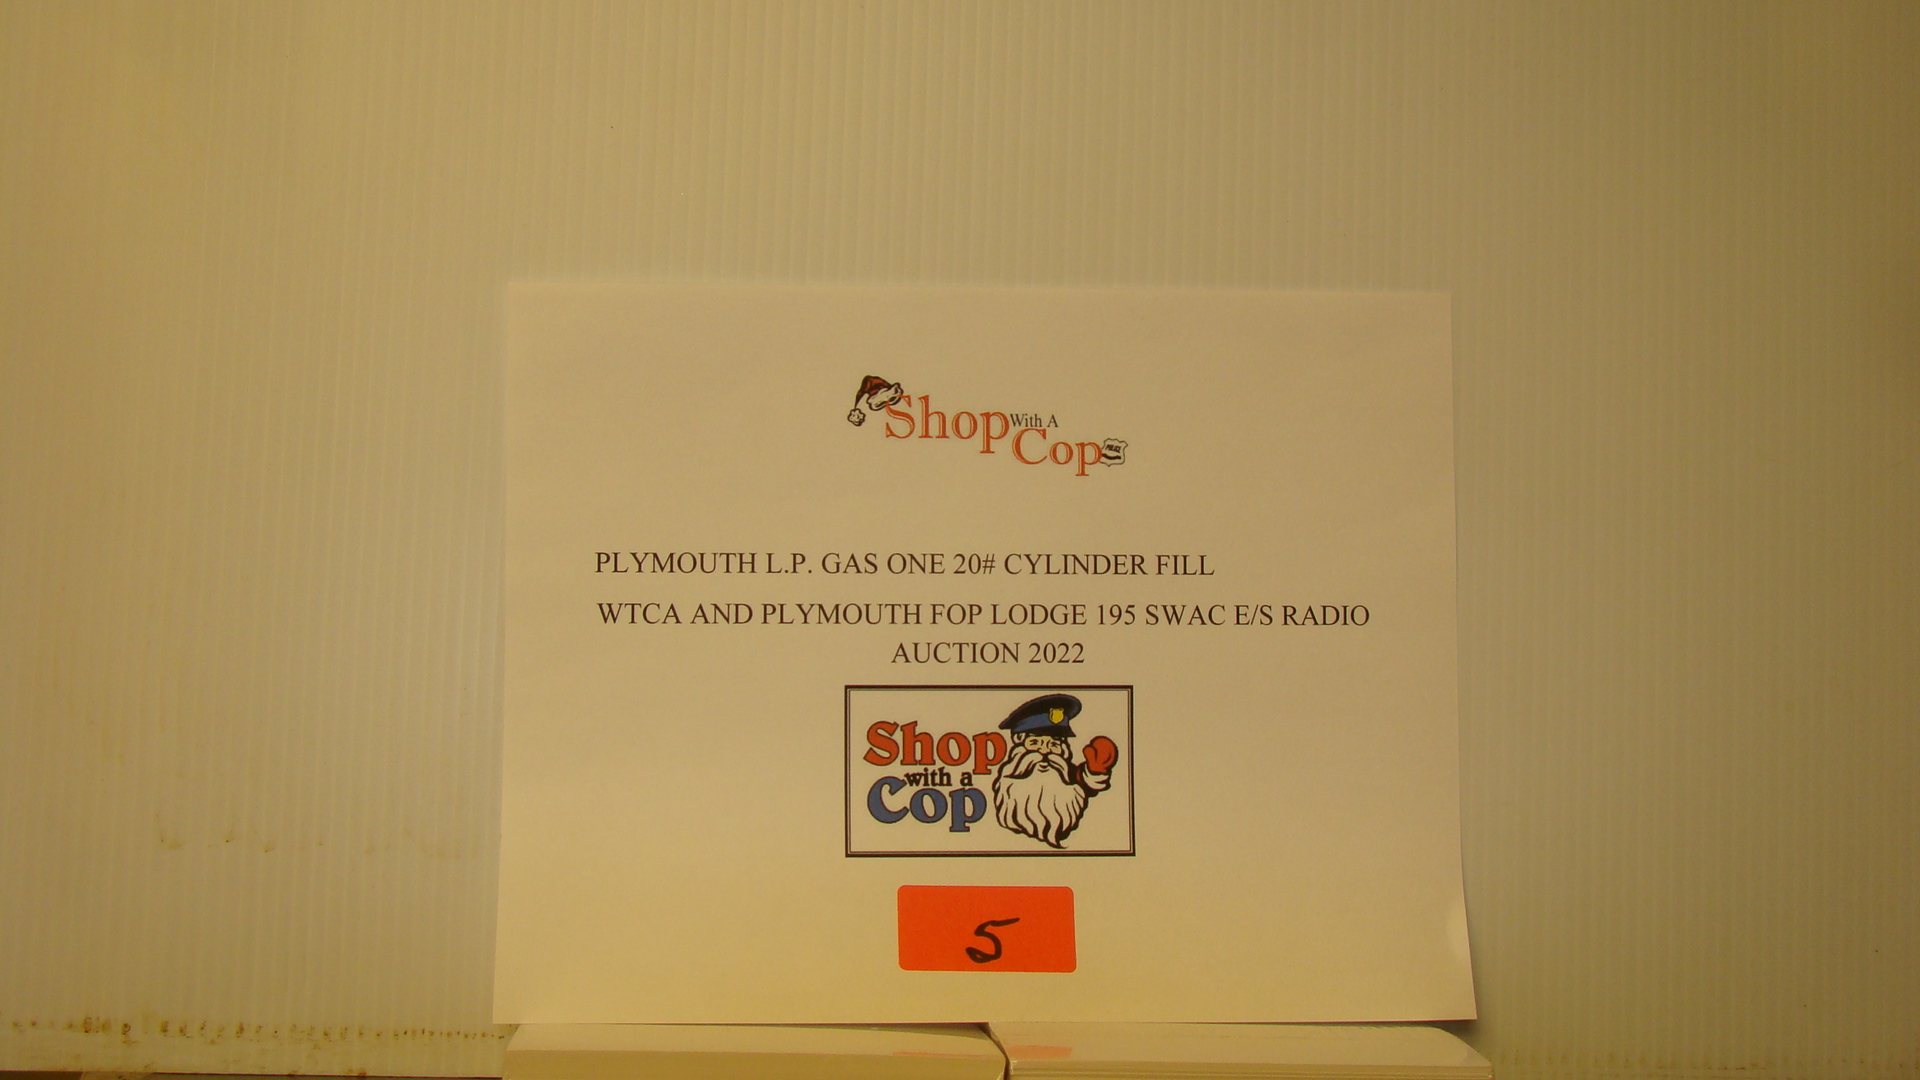 Shop With A Cop
POLICE
PLYMOUTH L.P. GAS ONE 20# CYLINDER FILL
WTCA AND PLYMOUTH FOP LODGE 195 SWAC E/S RADIO
AUCTION 2022
Shop
with a
Cop
5